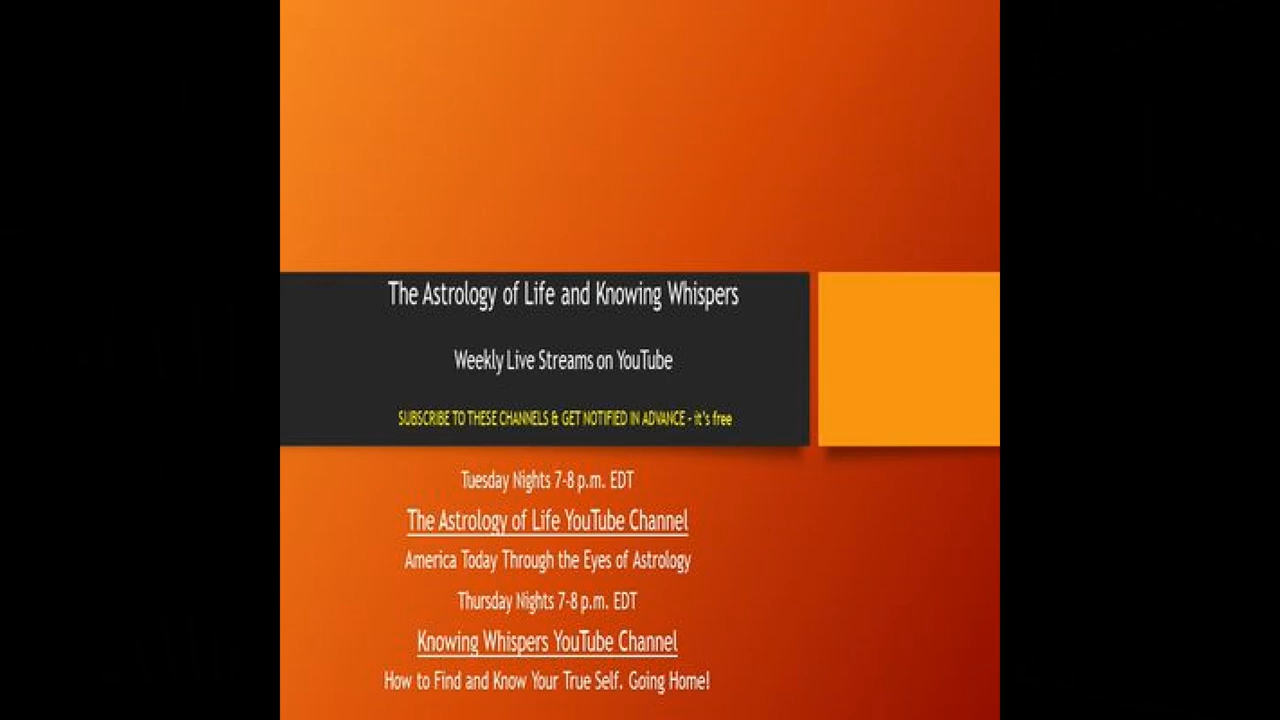 The Astrology of Life and Knowing Whispers
Weekly Live Streams on YouTube
SUBSCRIBE TO THESE CHANNELS & GET NOTIFIED IN ADVANCE - it's free
Tuesday Nights 7-8 p.m. EDT
The Astrology of Life YouTube Channel
America Today Through the Eyes of Astrology
Thursday Nights 7-8 p.m. EDT
Knowing Whispers YouTube Channel
How to Find and Know Your True Self. Going Home!